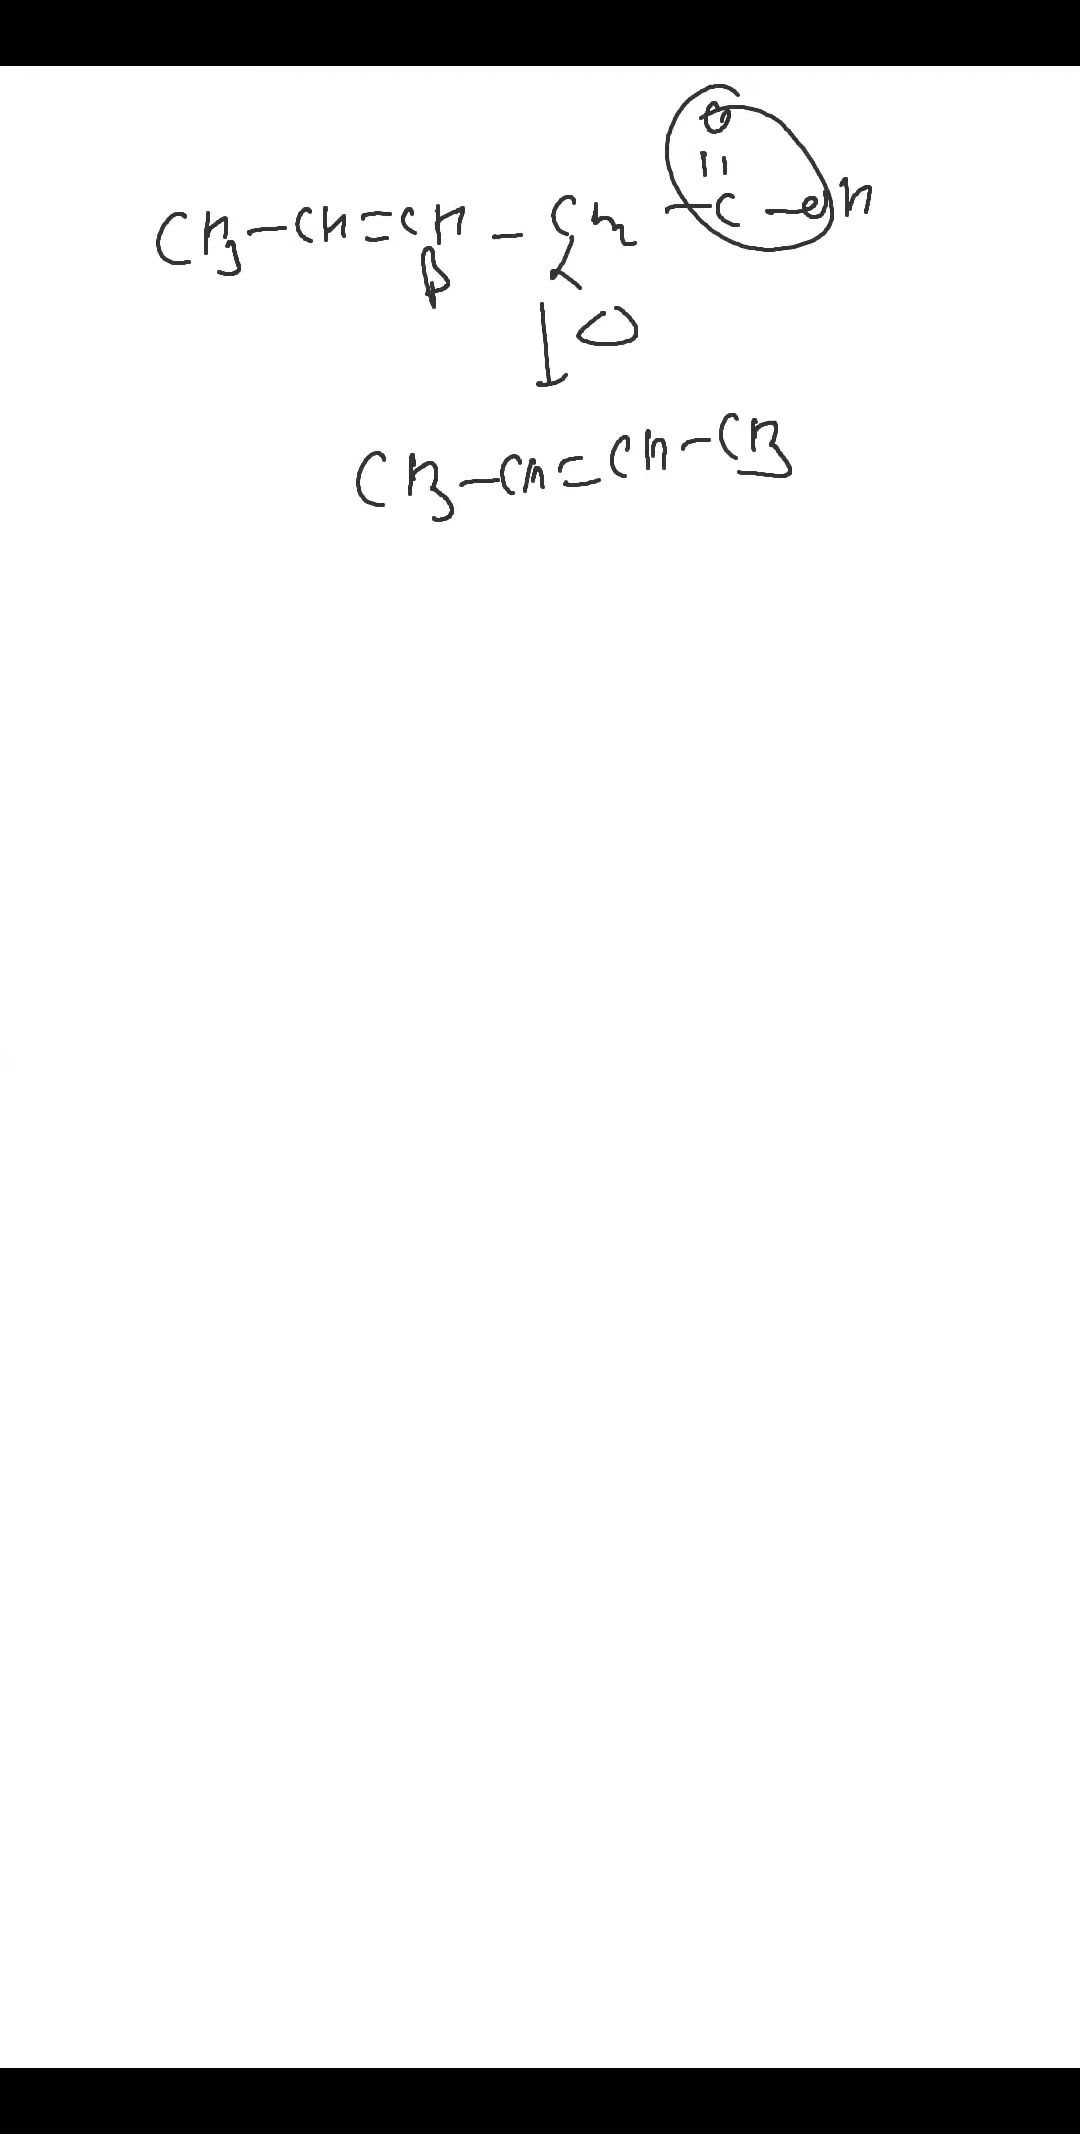 O
||
CH3-CH=CH-CH2-C-OH
β α
Δ
CH3-CH=CH-CH3